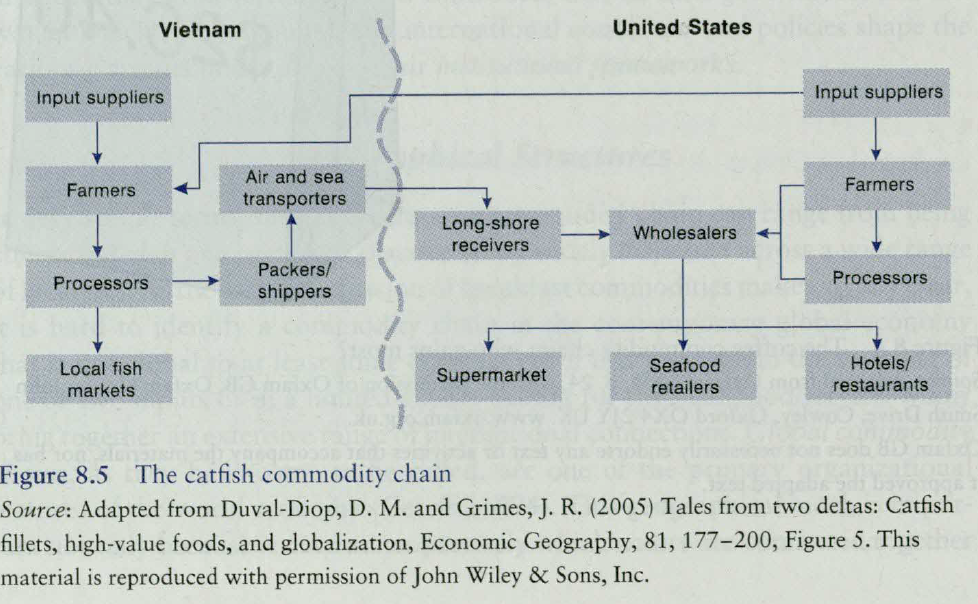 Vietnam
United States
Input suppliers
Input suppliers
Farmers
Air and sea
transporters
Farmers
Long-shore
receivers
Wholesalers
Processors
Packers/
shippers
Processors
Local fish
markets
Supermarket
Seafood
retailers
Hotels/
restaurants
Figure 8.5 The catfish commodity chain
Source: Adapted from Duval-Diop, D. M. and Grimes, J. R. (2005) Tales from two deltas: Catfish
fillets, high-value foods, and globalization, Economic Geography, 81, 177–200, Figure 5. This
material is reproduced with permission of John Wiley & Sons, Inc.